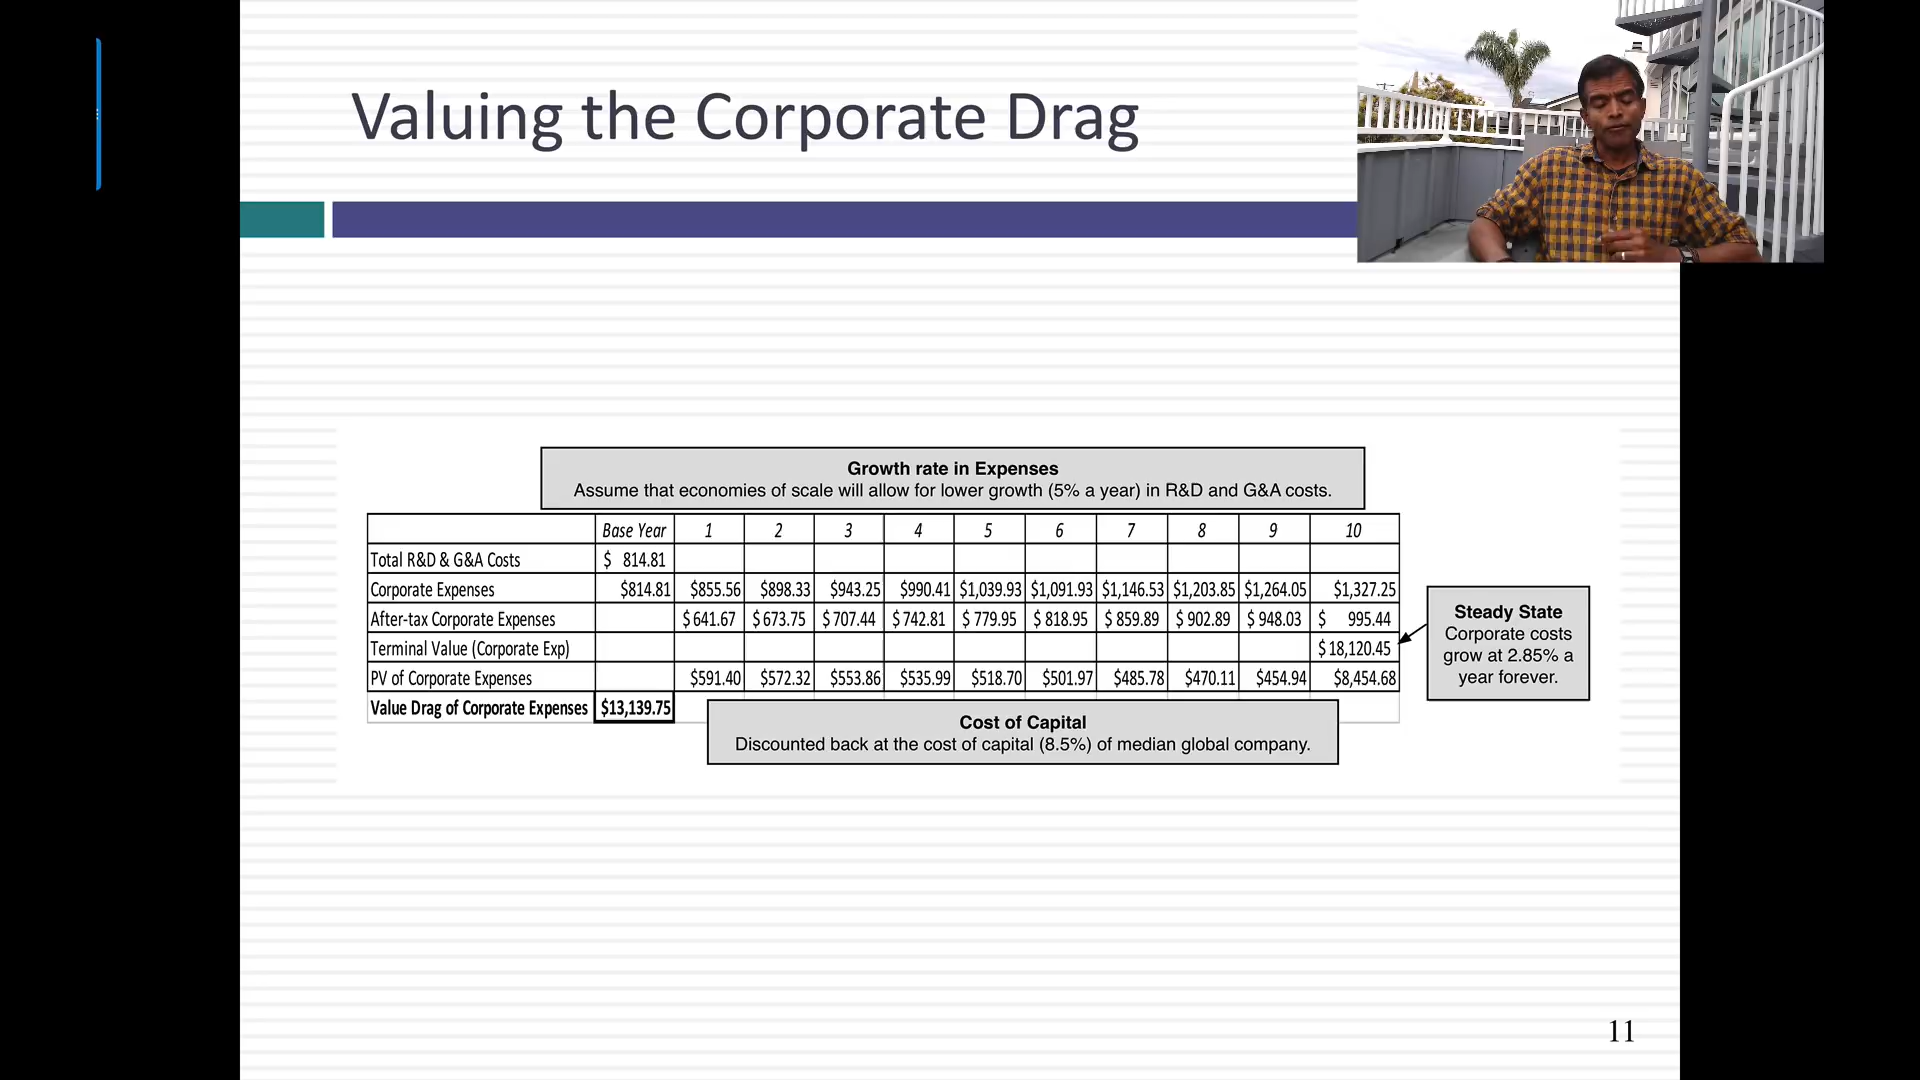 Valuing the Corporate Drag
Growth rate in Expenses
Assume that economies of scale will allow for lower growth (5% a year) in R&D and G&A costs.
Base Year 1 2 3 4 5 6 7 8 9 10
Total R&D & G&A Costs $ 814.81
Corporate Expenses $814.81 $855.56 $898.33 $943.25 $990.41 $1,039.93 $1,091.93 $1,146.53 $1,203.85 $1,264.05 $1,327.25
After-tax Corporate Expenses $ 641.67 $ 673.75 $ 707.44 $ 742.81 $ 779.95 $ 818.95 $ 859.89 $ 902.89 $ 948.03 $ 995.44
Terminal Value (Corporate Exp) $ 18,120.45
PV of Corporate Expenses $591.40 $572.32 $553.86 $535.99 $518.70 $501.97 $485.78 $470.11 $454.94 $8,454.68
Value Drag of Corporate Expenses $13,139.75
Steady State
Corporate costs
grow at 2.85% a
year forever.
Cost of Capital
Discounted back at the cost of capital (8.5%) of median global company.
11